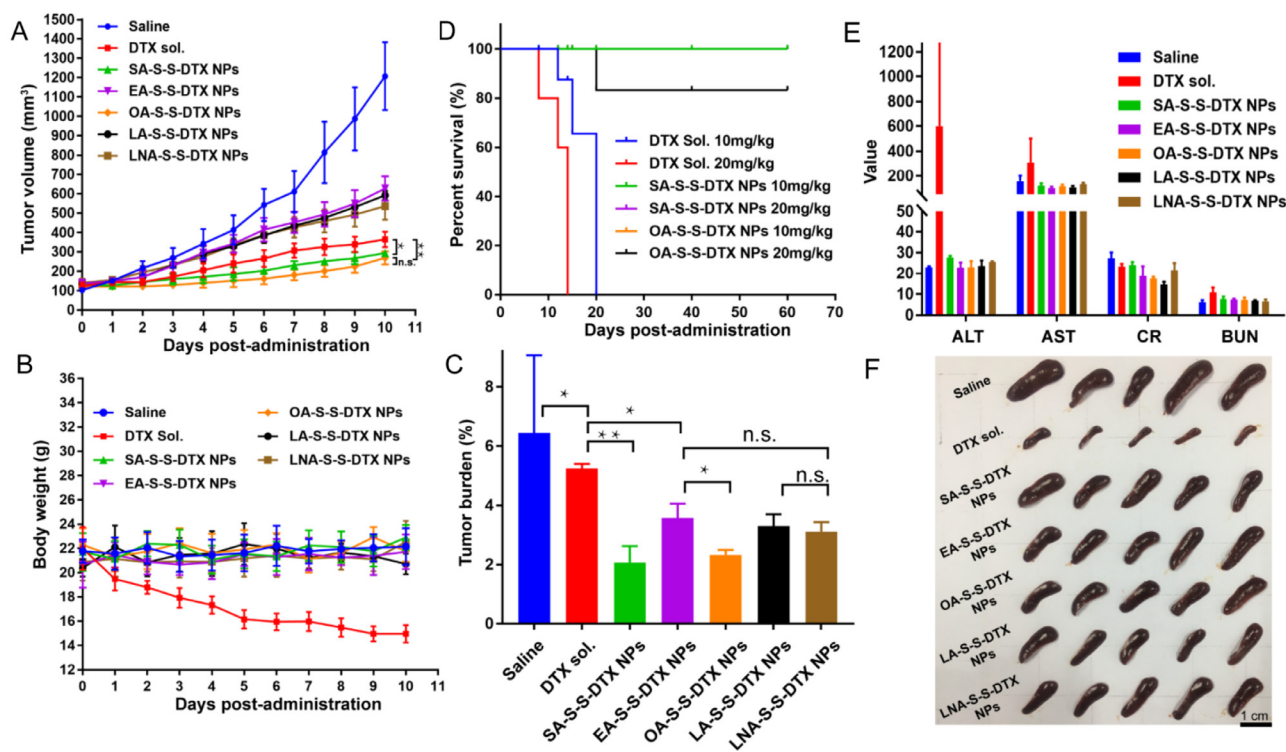 A
Tumor volume (mm³)
1500
1400
1300
1200
1100
1000
900
800
700
600
500
400
300
200
100
0
Saline
DTX sol.
SA-S-S-DTX NPs
EA-S-S-DTX NPs
OA-S-S-DTX NPs
LA-S-S-DTX NPs
LNA-S-S-DTX NPs
*
*
*
n.s.
0 1 2 3 4 5 6 7 8 9 10 11
Days post-administration
D
Percent survival (%)
100
80
60
40
20
0
DTX Sol. 10mg/kg
DTX Sol. 20mg/kg
SA-S-S-DTX NPs 10mg/kg
SA-S-S-DTX NPs 20mg/kg
OA-S-S-DTX NPs 10mg/kg
OA-S-S-DTX NPs 20mg/kg
0 10 20 30 40 50 60 70
Days post-administration
E
Value
1200
1000
800
600
400
200
50
40
30
20
10
0
Saline
DTX sol.
SA-S-S-DTX NPs
EA-S-S-DTX NPs
OA-S-S-DTX NPs
LA-S-S-DTX NPs
LNA-S-S-DTX NPs
ALT AST CR BUN
B
Body weight (g)
36
34
32
30
28
26
24
22
20
18
16
14
12
Saline
DTX Sol.
SA-S-S-DTX NPs
EA-S-S-DTX NPs
OA-S-S-DTX NPs
LA-S-S-DTX NPs
LNA-S-S-DTX NPs
0 1 2 3 4 5 6 7 8 9 10 11
Days post-administration
C
Tumor burden (%)
8
6
4
2
0
*
**
*
*
n.s.
n.s.
Saline
DTX sol.
SA-S-S-DTX NPs
EA-S-S-DTX NPs
OA-S-S-DTX NPs
LA-S-S-DTX NPs
LNA-S-S-DTX NPs
F
Saline
DTX sol.
SA-S-S-DTX
NPs
EA-S-S-DTX
NPs
OA-S-S-DTX
NPs
LA-S-S-DTX
NPs
LNA-S-S-DTX
NPs
1 cm